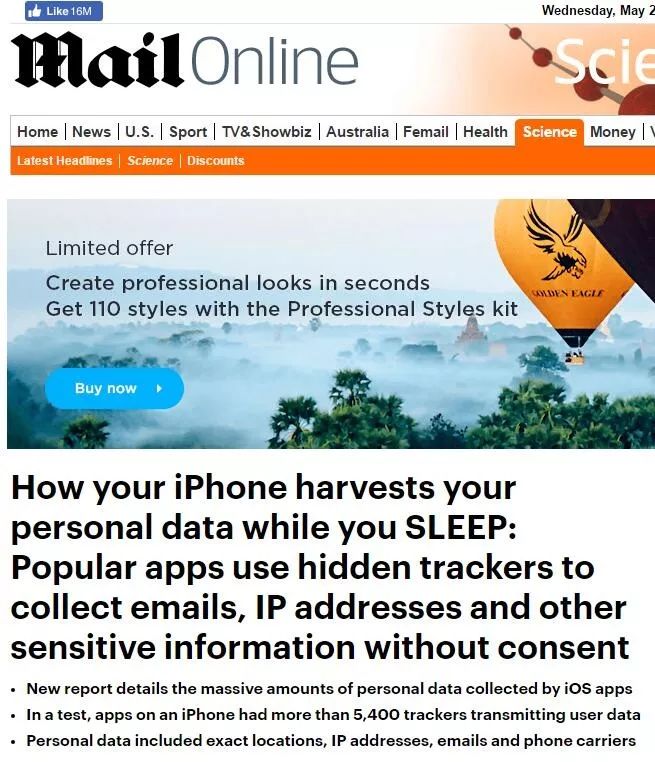 Like 16M
Wednesday, May 2
Mail Online
Scie
Home | News | U.S. | Sport | TV&Showbiz | Australia | Femail | Health | Science | Money |
Latest Headlines | Science | Discounts
Limited offer
Create professional looks in seconds
Get 110 styles with the Professional Styles kit
GOLDEN EAGLE
Buy now
How your iPhone harvests your
personal data while you SLEEP:
Popular apps use hidden trackers to
collect emails, IP addresses and other
sensitive information without consent
• New report details the massive amounts of personal data collected by iOS apps
• In a test, apps on an iPhone had more than 5,400 trackers transmitting user data
• Personal data included exact locations, IP addresses, emails and phone carriers